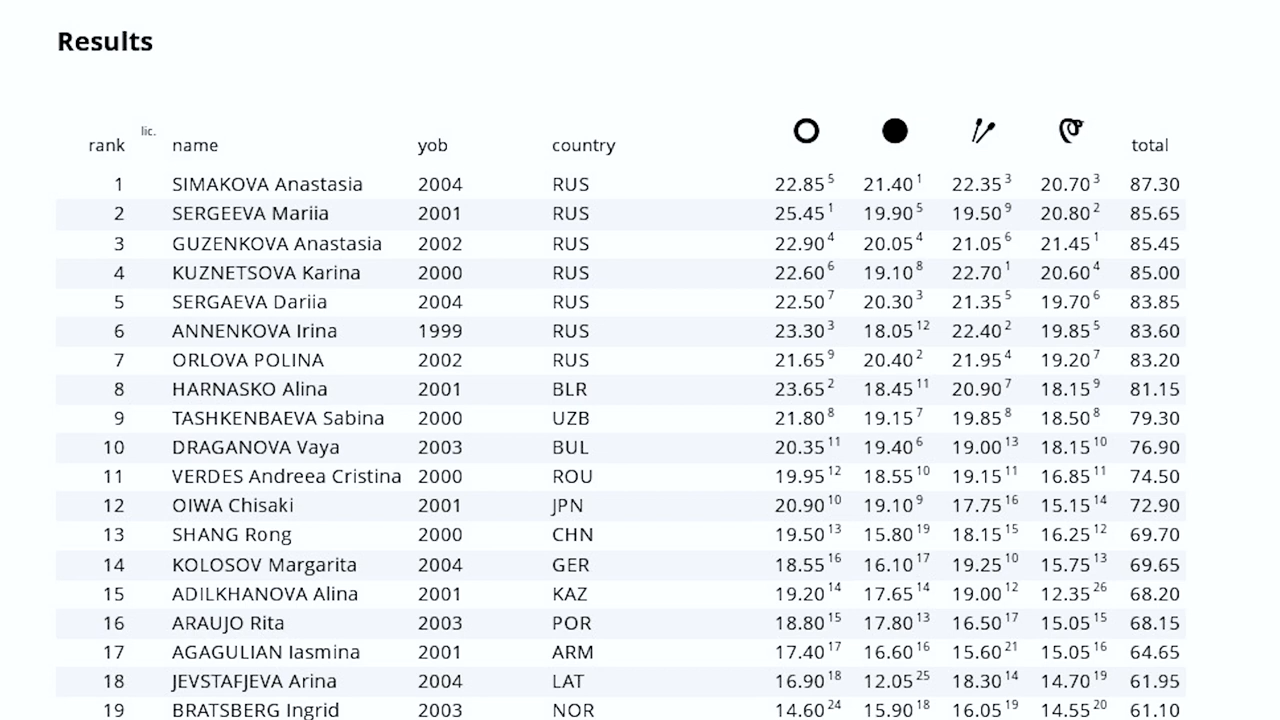 Results
rank lic. name yob country total
1 SIMAKOVA Anastasia 2004 RUS 22.85 5 21.40 1 22.35 3 20.70 3 87.30
2 SERGEEVA Mariia 2001 RUS 25.45 1 19.90 5 19.50 9 20.80 2 85.65
3 GUZENKOVA Anastasia 2002 RUS 22.90 4 20.05 4 21.05 6 21.45 1 85.45
4 KUZNETSOVA Karina 2000 RUS 22.60 6 19.10 8 22.70 1 20.60 4 85.00
5 SERGAEVA Dariia 2004 RUS 22.50 7 20.30 3 21.35 5 19.70 6 83.85
6 ANNENKOVA Irina 1999 RUS 23.30 3 18.05 12 22.40 2 19.85 5 83.60
7 ORLOVA POLINA 2002 RUS 21.65 9 20.40 2 21.95 4 19.20 7 83.20
8 HARNASKO Alina 2001 BLR 23.65 2 18.45 11 20.90 7 18.15 9 81.15
9 TASHKENBAEVA Sabina 2000 UZB 21.80 8 19.15 7 19.85 8 18.50 8 79.30
10 DRAGANOVA Vaya 2003 BUL 20.35 11 19.40 6 19.00 13 18.15 10 76.90
11 VERDES Andreea Cristina 2000 ROU 19.95 12 18.55 10 19.15 11 16.85 11 74.50
12 OIWA Chisaki 2001 JPN 20.90 10 19.10 9 17.75 16 15.15 14 72.90
13 SHANG Rong 2000 CHN 19.50 13 15.80 19 18.15 15 16.25 12 69.70
14 KOLOSOV Margarita 2004 GER 18.55 16 16.10 17 19.25 10 15.75 13 69.65
15 ADILKHANOVA Alina 2001 KAZ 19.20 14 17.65 14 19.00 12 12.35 26 68.20
16 ARAUJO Rita 2003 POR 18.80 15 17.80 13 16.50 17 15.05 15 68.15
17 AGAGULIAN Iasmina 2001 ARM 17.40 17 16.60 16 15.60 21 15.05 16 64.65
18 JEVSTAFJEVA Arina 2004 LAT 16.90 18 12.05 25 18.30 14 14.70 19 61.95
19 BRATSBERG Ingrid 2003 NOR 14.60 24 15.90 18 16.05 19 14.55 20 61.10